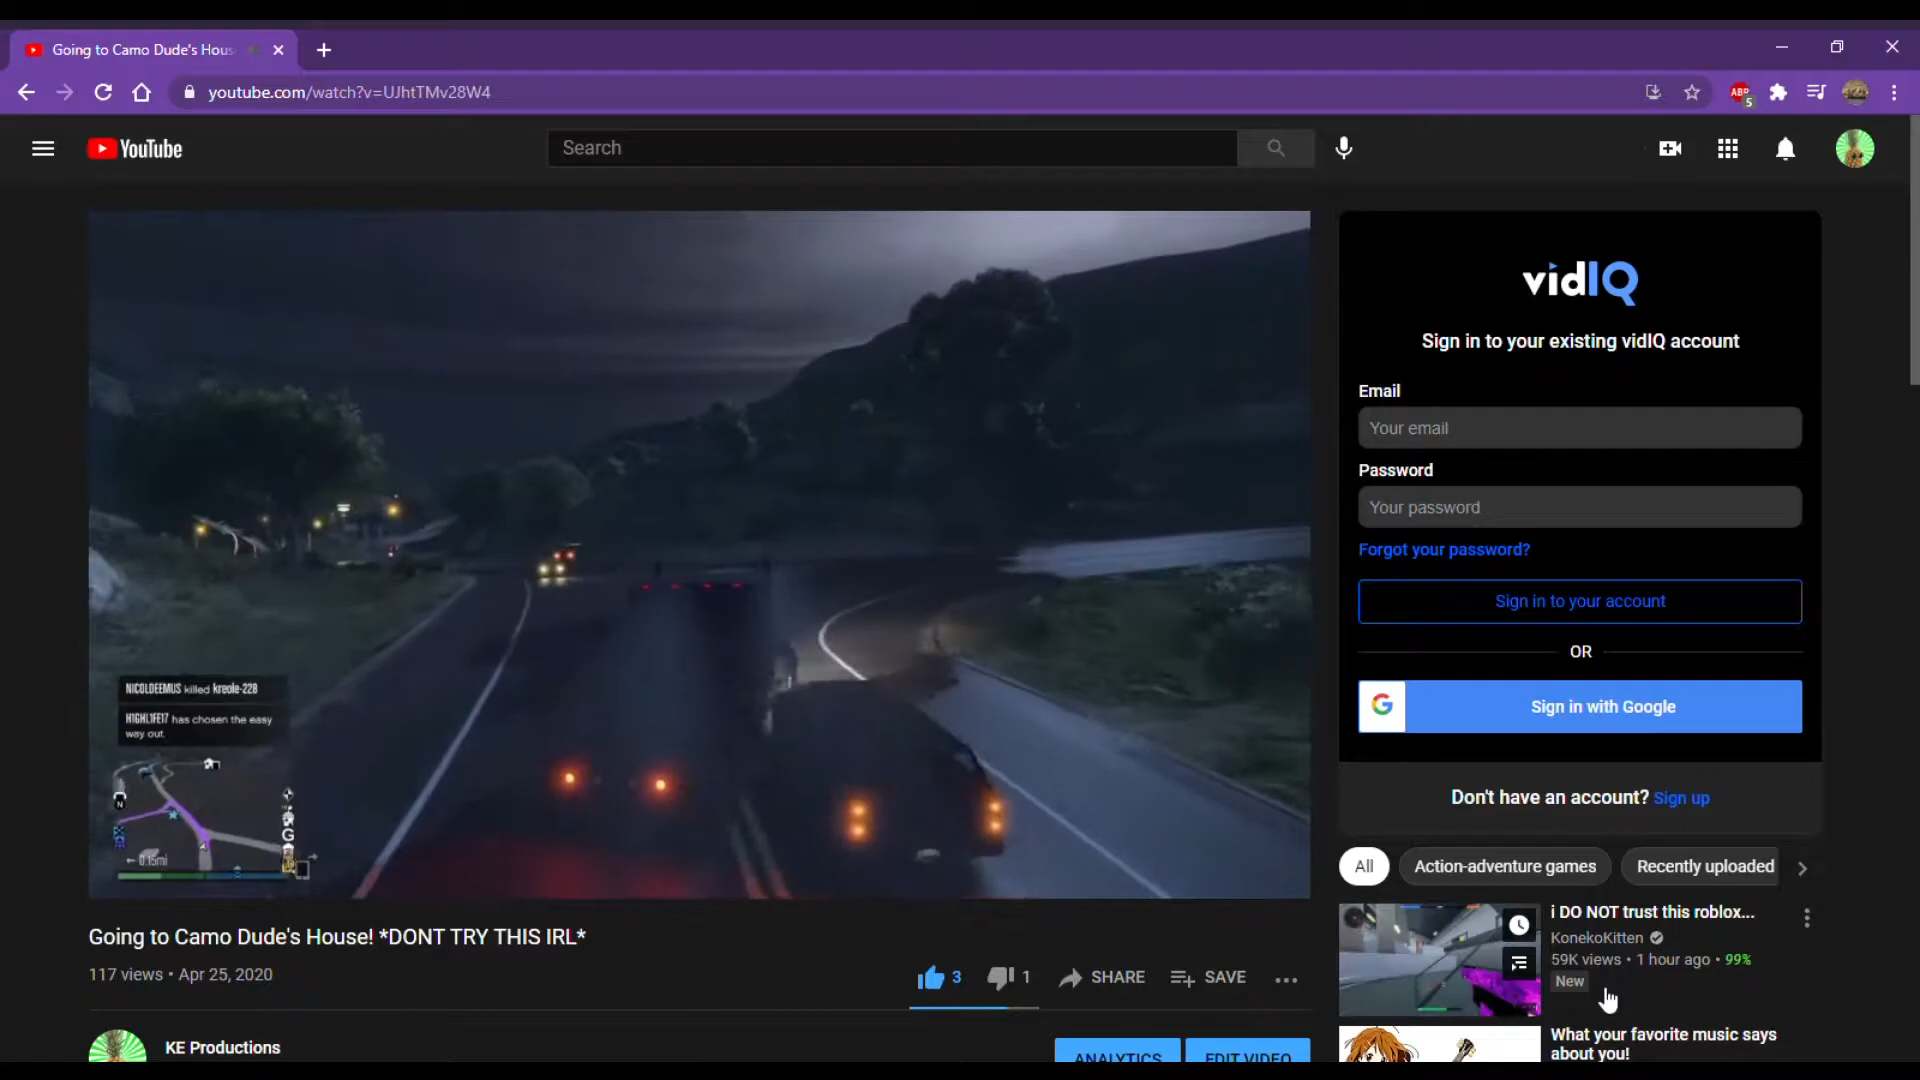 Going to Camo Dude's Hous
youtube.com/watch?v=UJhtTMv28W4
ABP
5
YouTube
Search
NICOLDEEMUS killed kreole-228
H1GHL1FE17 has chosen the easy
way out.
N
G
0.15mi
Going to Camo Dude's House! *DONT TRY THIS IRL*
117 views • Apr 25, 2020
3
1
SHARE
SAVE
KE Productions
ANALYTICS
EDIT VIDEO
vidIQ
Sign in to your existing vidIQ account
Email
Your email
Password
Your password
Forgot your password?
Sign in to your account
OR
G
Sign in with Google
Don't have an account? Sign up
All
Action-adventure games
Recently uploaded
i DO NOT trust this roblox...
KonekoKitten
59K views • 1 hour ago • 99%
New
What your favorite music says
about you!